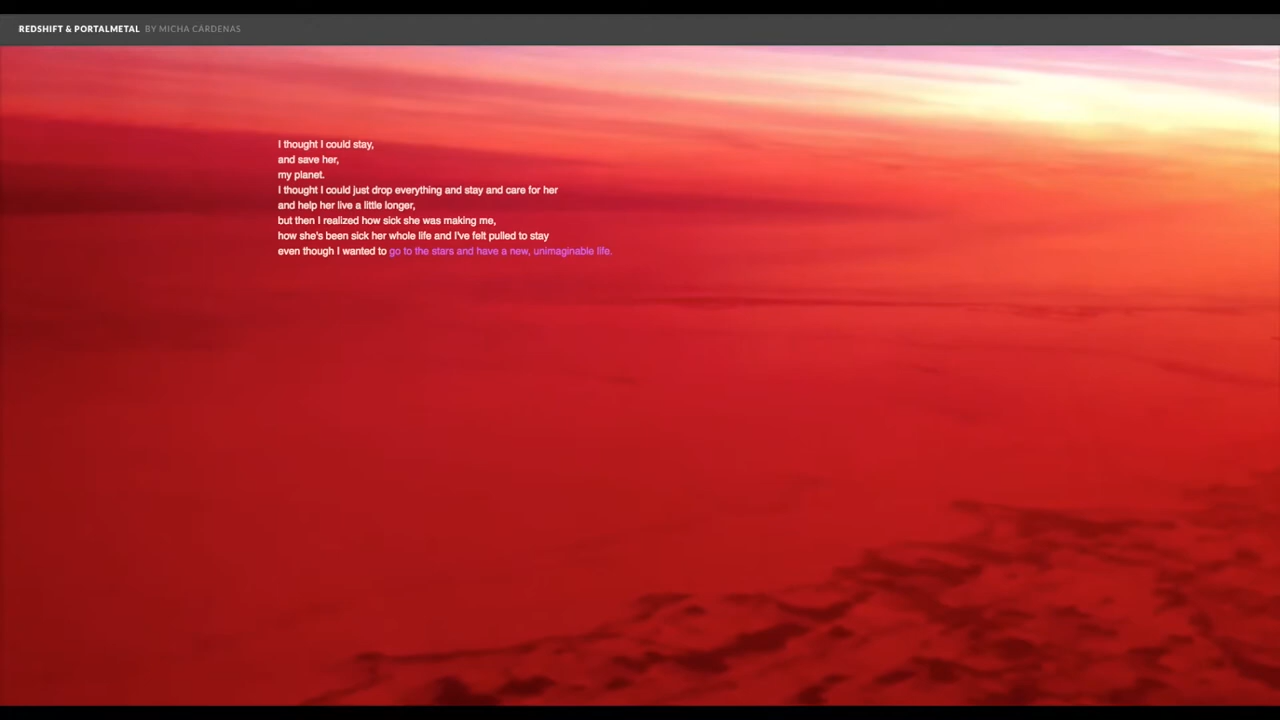 REDSHIFT & PORTALMETAL BY MICHA CÁRDENAS
I thought I could stay,
and save her,
my planet.
I thought I could just drop everything and stay and care for her
and help her live a little longer,
but then I realized how sick she was making me,
how she's been sick her whole life and I've felt pulled to stay
even though I wanted to go to the stars and have a new, unimaginable life.